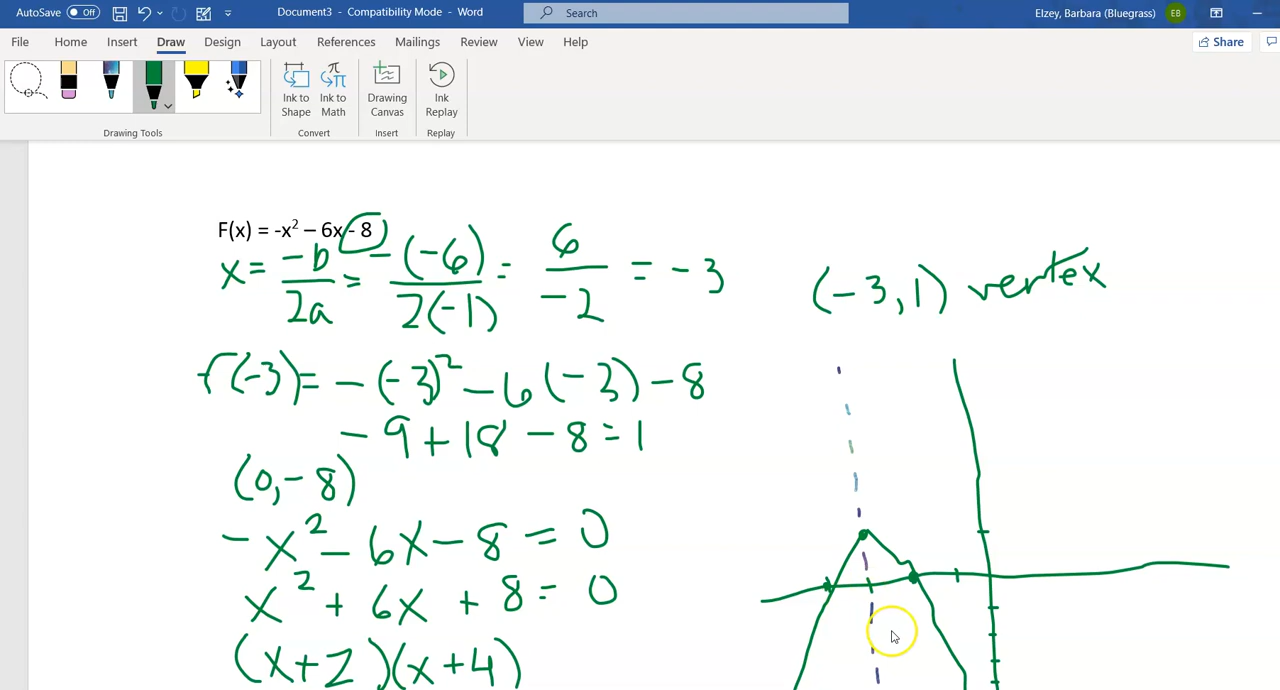 AutoSave Off Document3 - Compatibility Mode - Word Search Elzey, Barbara (Bluegrass) EB
File Home Insert Draw Design Layout References Mailings Review View Help Share
Ink to Shape Ink to Math Drawing Canvas Ink Replay
Drawing Tools Convert Insert Replay
F(x) = -x² – 6x - 8
x = -b/2a = -(-6)/2(-1) = 6/-2 = -3
(-3, 1) vertex
f(-3) = -(-3)² - 6(-3) - 8
-9 + 18 - 8 = 1
(0, -8)
-x² - 6x - 8 = 0
x² + 6x + 8 = 0
(x+2)(x+4)